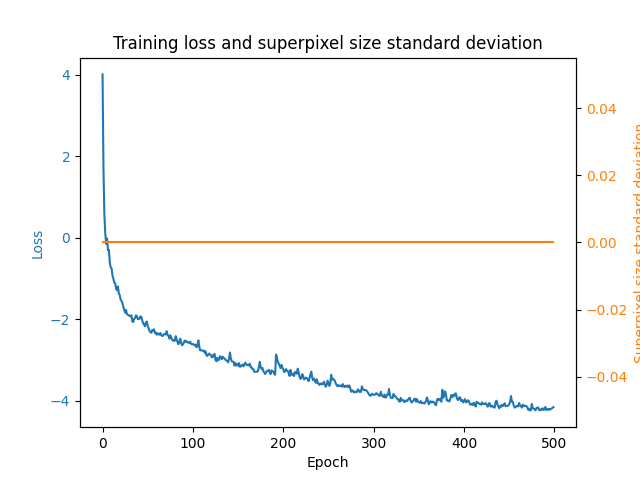 Training loss and superpixel size standard deviation
4
2
0
−2
−4
Loss
0 100 200 300 400 500
Epoch
0.04
0.02
0.00
−0.02
−0.04
Superpixel size standard deviation